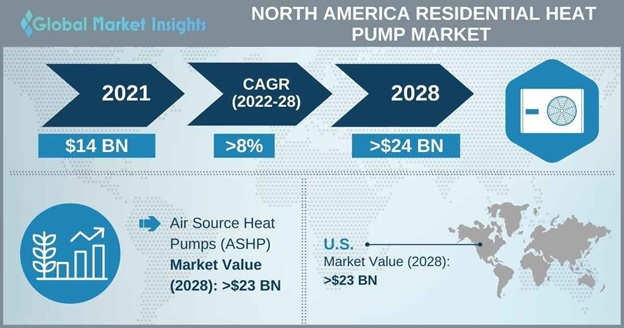 Global Market Insights
NORTH AMERICA RESIDENTIAL HEAT
PUMP MARKET
2021
$14 BN
CAGR
(2022-28)
>8%
2028
>$24 BN
Air Source Heat
Pumps (ASHP)
Market Value
(2028): >$23 BN
U.S.
Market Value (2028):
>$23 BN